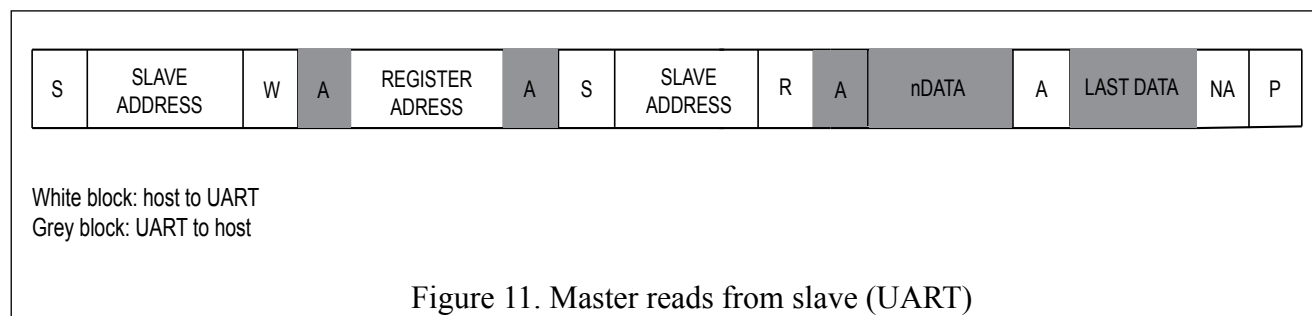 S SLAVE ADDRESS W A REGISTER ADRESS A S SLAVE ADDRESS R A nDATA A LAST DATA NA P
White block: host to UART
Grey block: UART to host
Figure 11. Master reads from slave (UART)